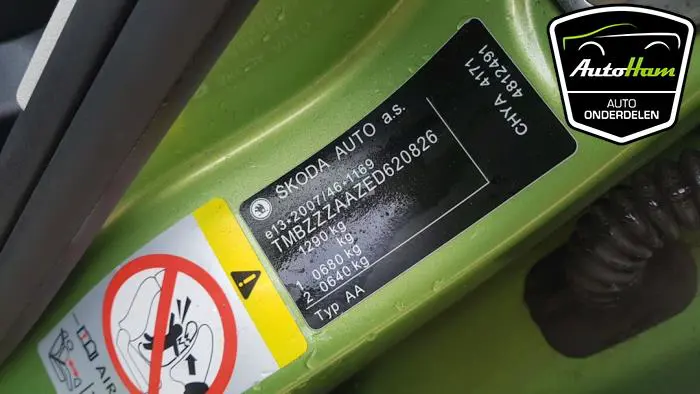 ŠKODA AUTO a.s.
e13*2007/46*1169
TMBZZZAAZED620826
1290 kg
kg
1. 0680 kg
2. 0640 kg
Typ AA
CHYA 4171
4812491
AIR
AutoHam
AUTO
ONDERDELEN